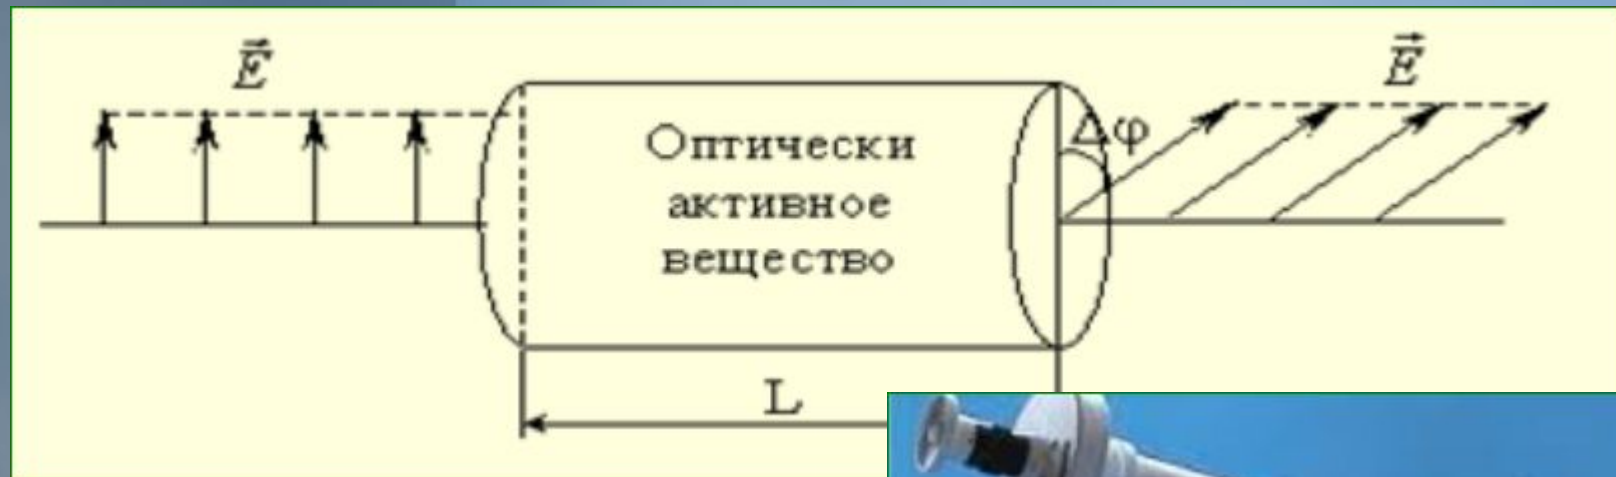 E⃗
E⃗
Оптически
активное
вещество
Δφ
L